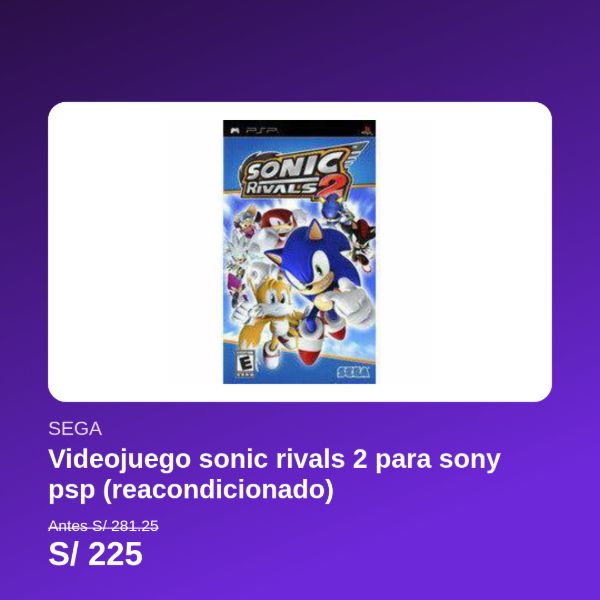 PSP
SONIC
RIVALS 2
E
SEGA
SEGA
Videojuego sonic rivals 2 para sony
psp (reacondicionado)
Antes S/ 281.25
S/ 225